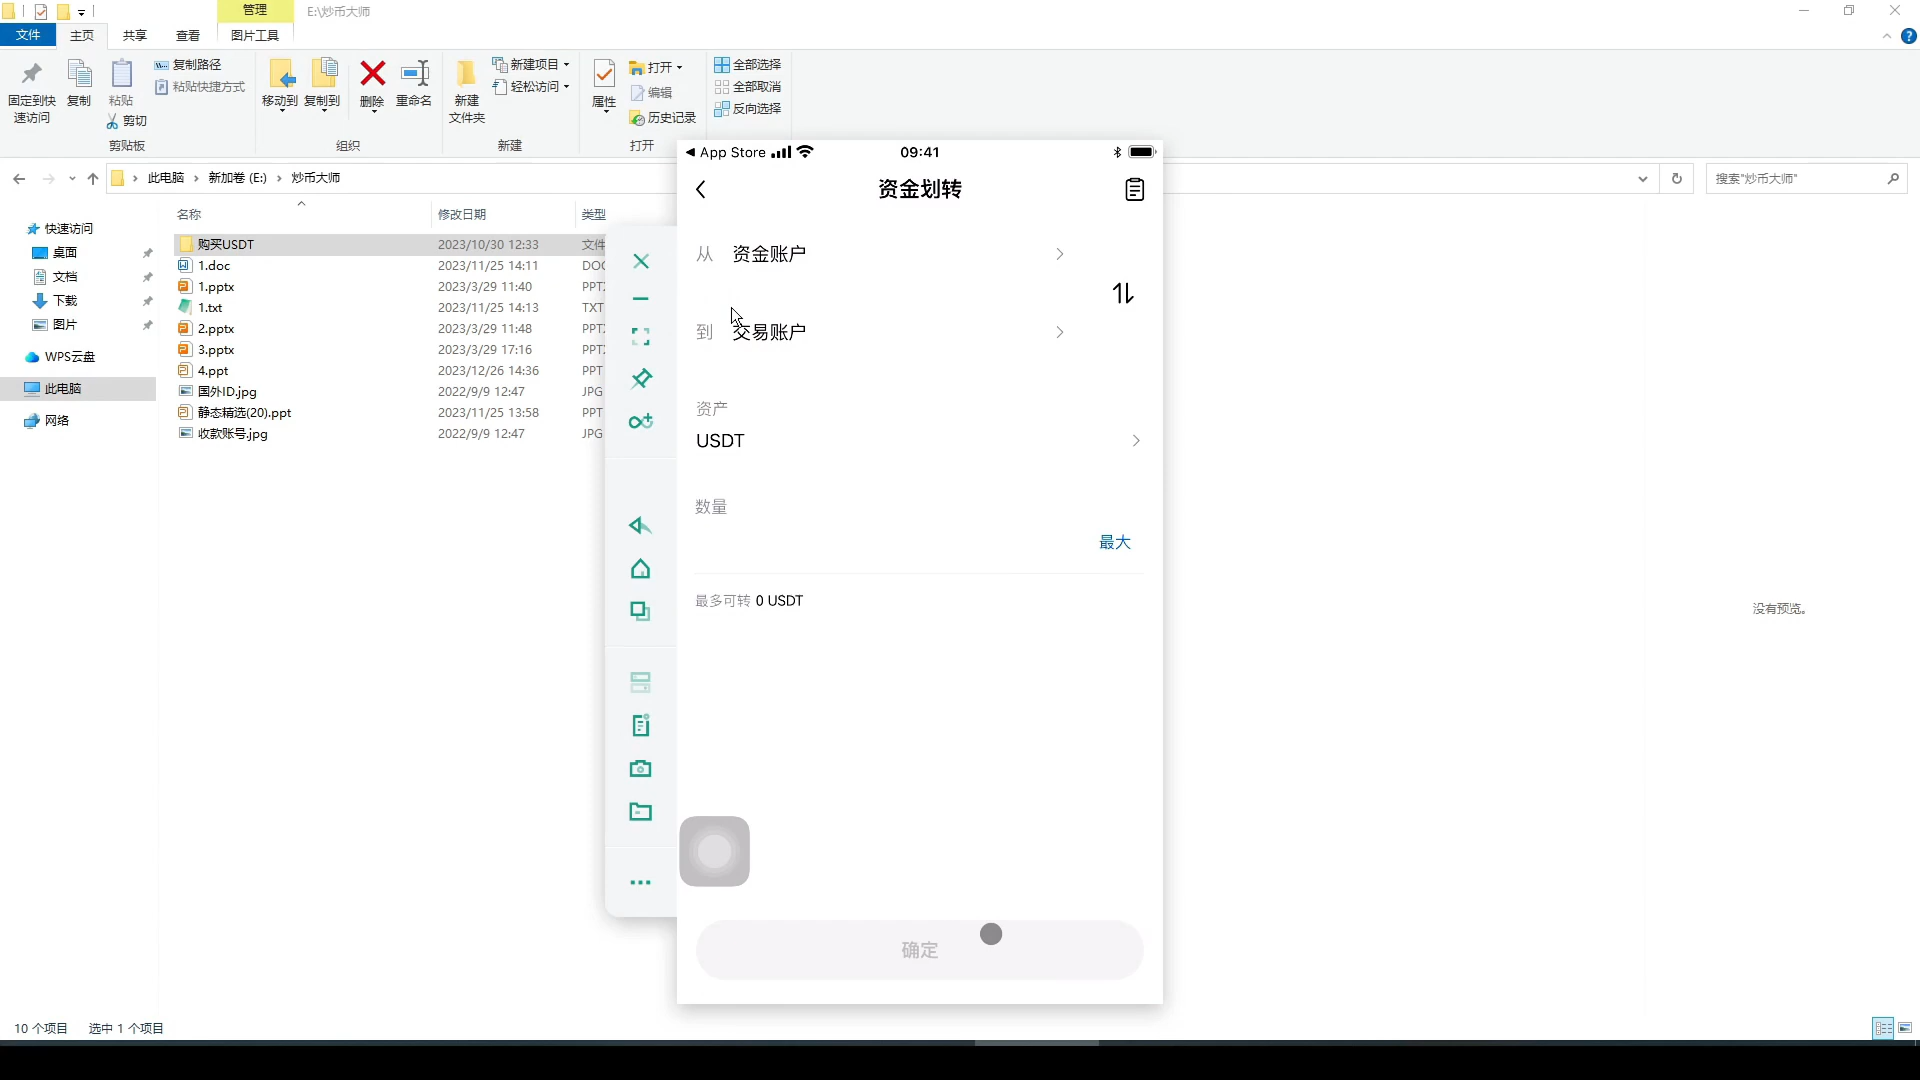 管理
E:\炒币大师
文件
主页
共享
查看
图片工具
固定到快
速访问
复制
粘贴
复制路径
粘贴快捷方式
剪切
剪贴板
移动到
复制到
删除
重命名
组织
新建
文件夹
新建项目
轻松访问
新建
属性
打开
编辑
历史记录
打开
全部选择
全部取消
反向选择
此电脑 › 新加卷 (E:) › 炒币大师
搜索"炒币大师"
名称 修改日期 类型
快速访问
桌面
文档
下载
图片
WPS云盘
此电脑
网络
购买USDT 2023/10/30 12:33 文件
1.doc 2023/11/25 14:11 DOC
1.pptx 2023/3/29 11:40 PPT
1.txt 2023/11/25 14:13 TXT
2.pptx 2023/3/29 11:48 PPT
3.pptx 2023/3/29 17:16 PPT
4.ppt 2023/12/26 14:36 PPT
国外ID.jpg 2022/9/9 12:47 JPG
静态精选(20).ppt 2023/11/25 13:58 PPT
收款账号.jpg 2022/9/9 12:47 JPG
App Store 09:41
资金划转
从 资金账户
到 交易账户
资产
USDT
数量
最大
最多可转 0 USDT
确定
没有预览。
10 个项目 选中 1 个项目